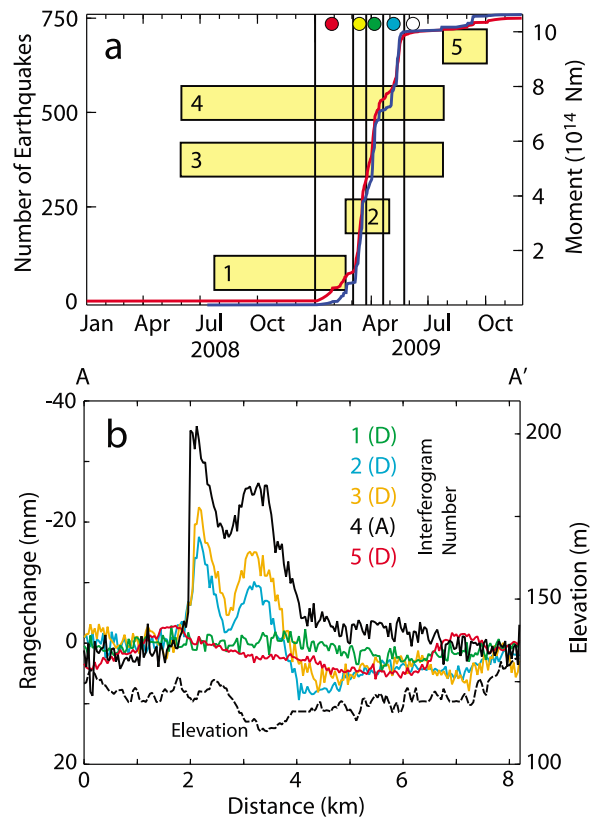 a
Number of Earthquakes
750
500
250
0
Moment (10¹⁴ Nm)
10
8
6
4
2
5
4
3
2
1
Jan Apr Jul Oct Jan Apr Jul Oct
2008 2009
A A'
b
Rangechange (mm)
-40
-20
0
20
Elevation (m)
200
150
100
1 (D)
2 (D)
3 (D)
4 (A)
5 (D)
Interferogram
Number
Elevation
0 2 4 6 8
Distance (km)